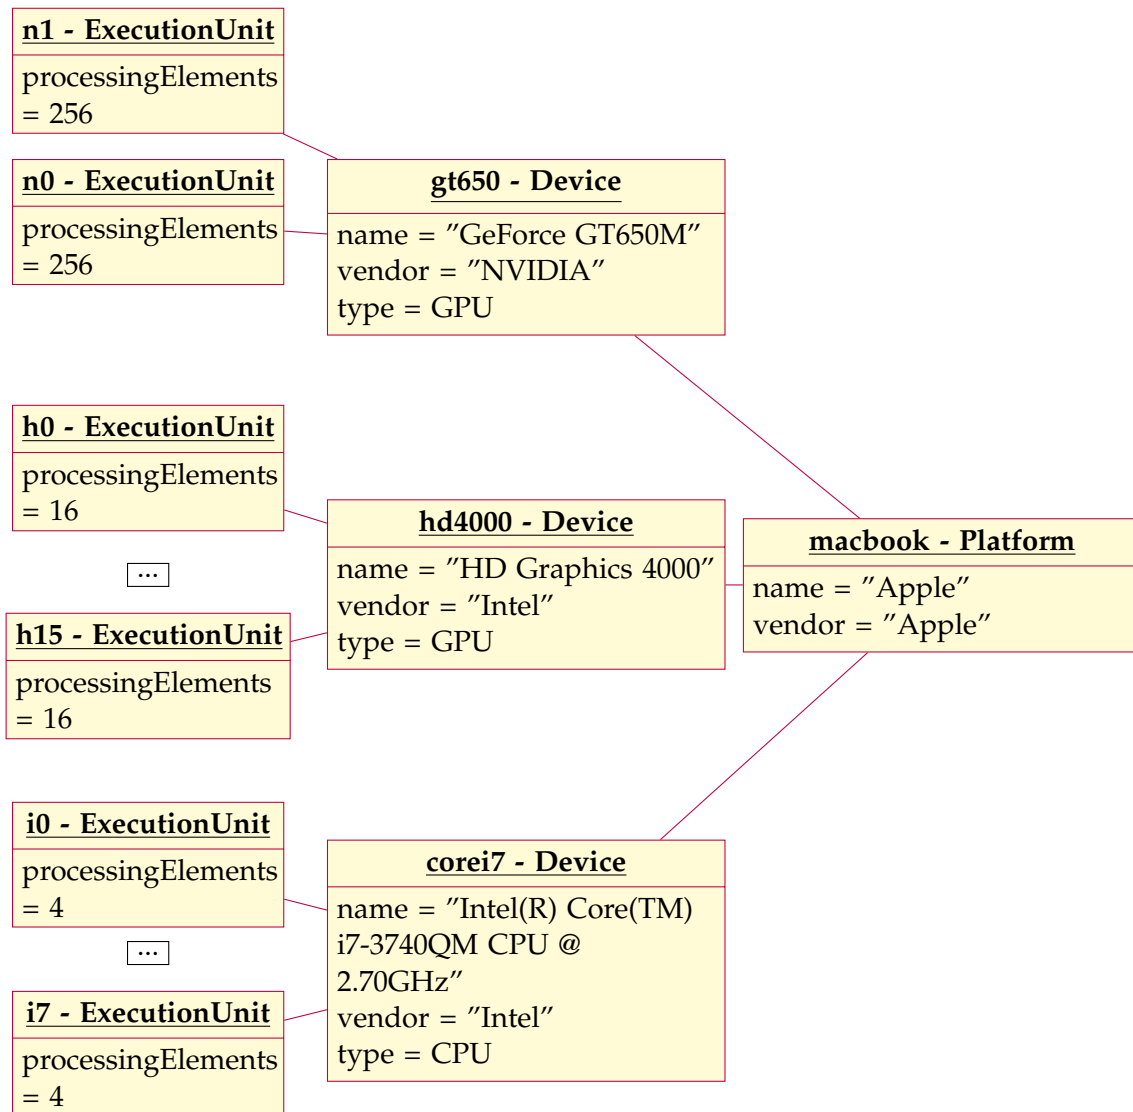 n1 - ExecutionUnit
processingElements
= 256
n0 - ExecutionUnit
processingElements
= 256
gt650 - Device
name = ”GeForce GT650M”
vendor = ”NVIDIA”
type = GPU
h0 - ExecutionUnit
processingElements
= 16
...
h15 - ExecutionUnit
processingElements
= 16
hd4000 - Device
name = ”HD Graphics 4000”
vendor = ”Intel”
type = GPU
macbook - Platform
name = ”Apple”
vendor = ”Apple”
i0 - ExecutionUnit
processingElements
= 4
...
i7 - ExecutionUnit
processingElements
= 4
corei7 - Device
name = ”Intel(R) Core(TM)
i7-3740QM CPU @
2.70GHz”
vendor = ”Intel”
type = CPU